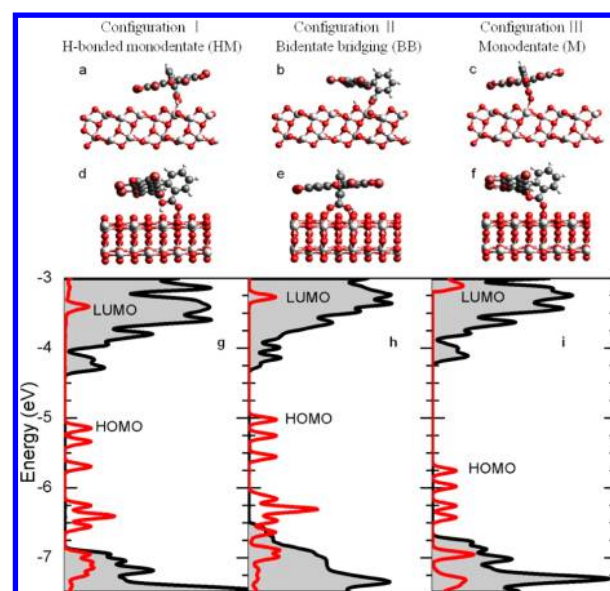 Configuration I
H-bonded monodentate (HM)
Configuration II
Bidentate bridging (BB)
Configuration III
Monodentate (M)
a
b
c
d
e
f
-3
-4
-5
-6
-7
Energy (eV)
LUMO
HOMO
g
LUMO
HOMO
h
LUMO
HOMO
i